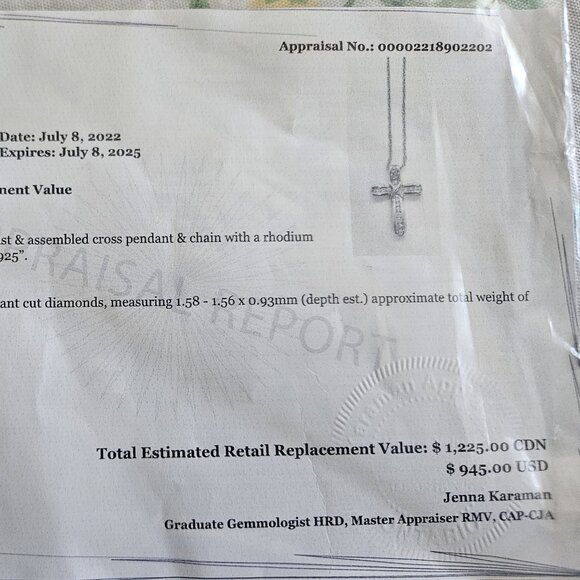 Appraisal No.: 00002218902202
Date: July 8, 2022
Expires: July 8, 2025
ment Value
st & assembled cross pendant & chain with a rhodium
925”.
ant cut diamonds, measuring 1.58 - 1.56 x 0.93mm (depth est.) approximate total weight of
APPRAISAL REPORT
Total Estimated Retail Replacement Value: $ 1,225.00 CDN
$ 945.00 USD
Jenna Karaman
Graduate Gemmologist HRD, Master Appraiser RMV, CAP-CJA